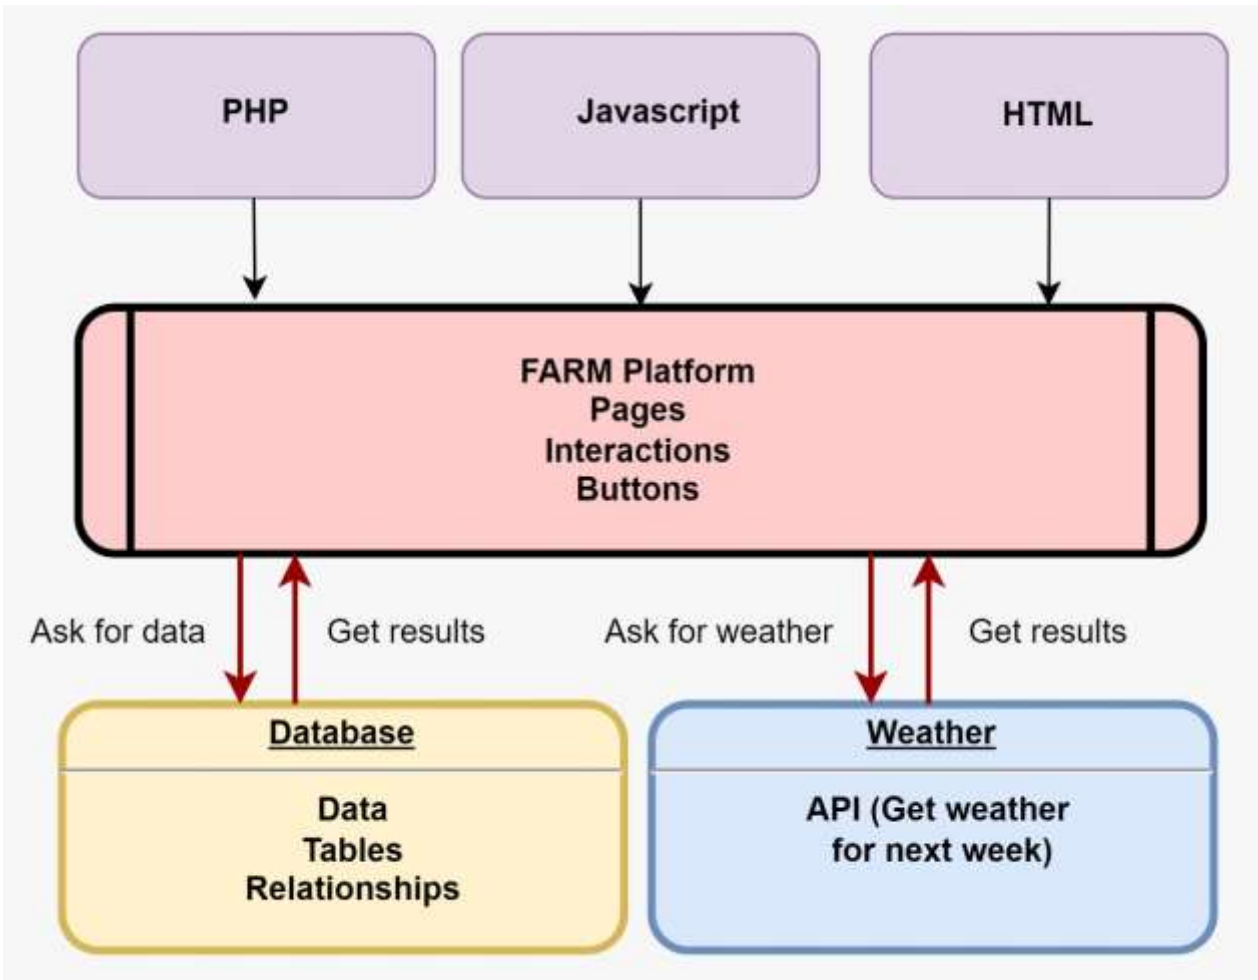 PHP
Javascript
HTML
FARM Platform
Pages
Interactions
Buttons
Ask for data
Get results
Ask for weather
Get results
Database
Data
Tables
Relationships
Weather
API (Get weather
for next week)